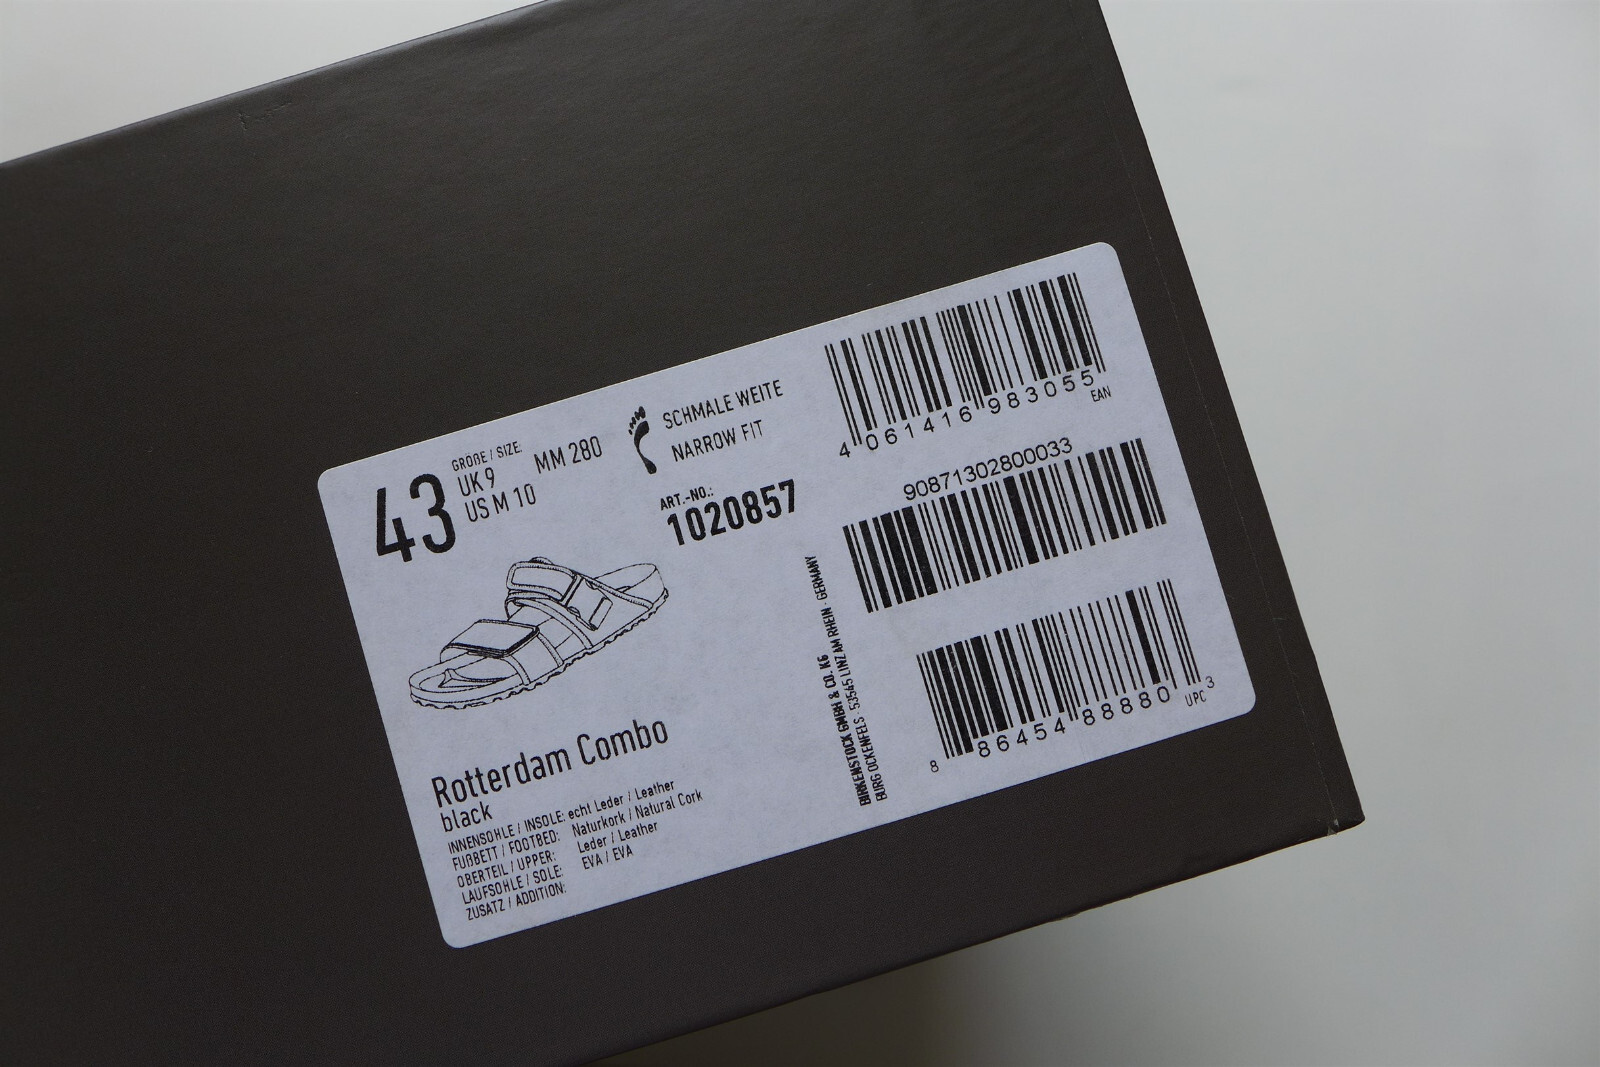 43
GRÖßE / SIZE:
UK 9
US M 10
MM 280
SCHMALE WEITE
NARROW FIT
ART.-NO.:
1020857
Rotterdam Combo
black
INNENSOHLE / INSOLE: echt Leder / Leather
FUßBETT / FOOTBED: Naturkork / Natural Cork
OBERTEIL / UPPER: Leder / Leather
LAUFSOHLE / SOLE: EVA / EVA
ZUSATZ / ADDITION:
BIRKENSTOCK GMBH & CO. KG
BURG OCKENFELS · 53545 LINZ AM RHEIN · GERMANY
4 061416 983055
EAN
90871302800033
8 86454 88880 3
UPC